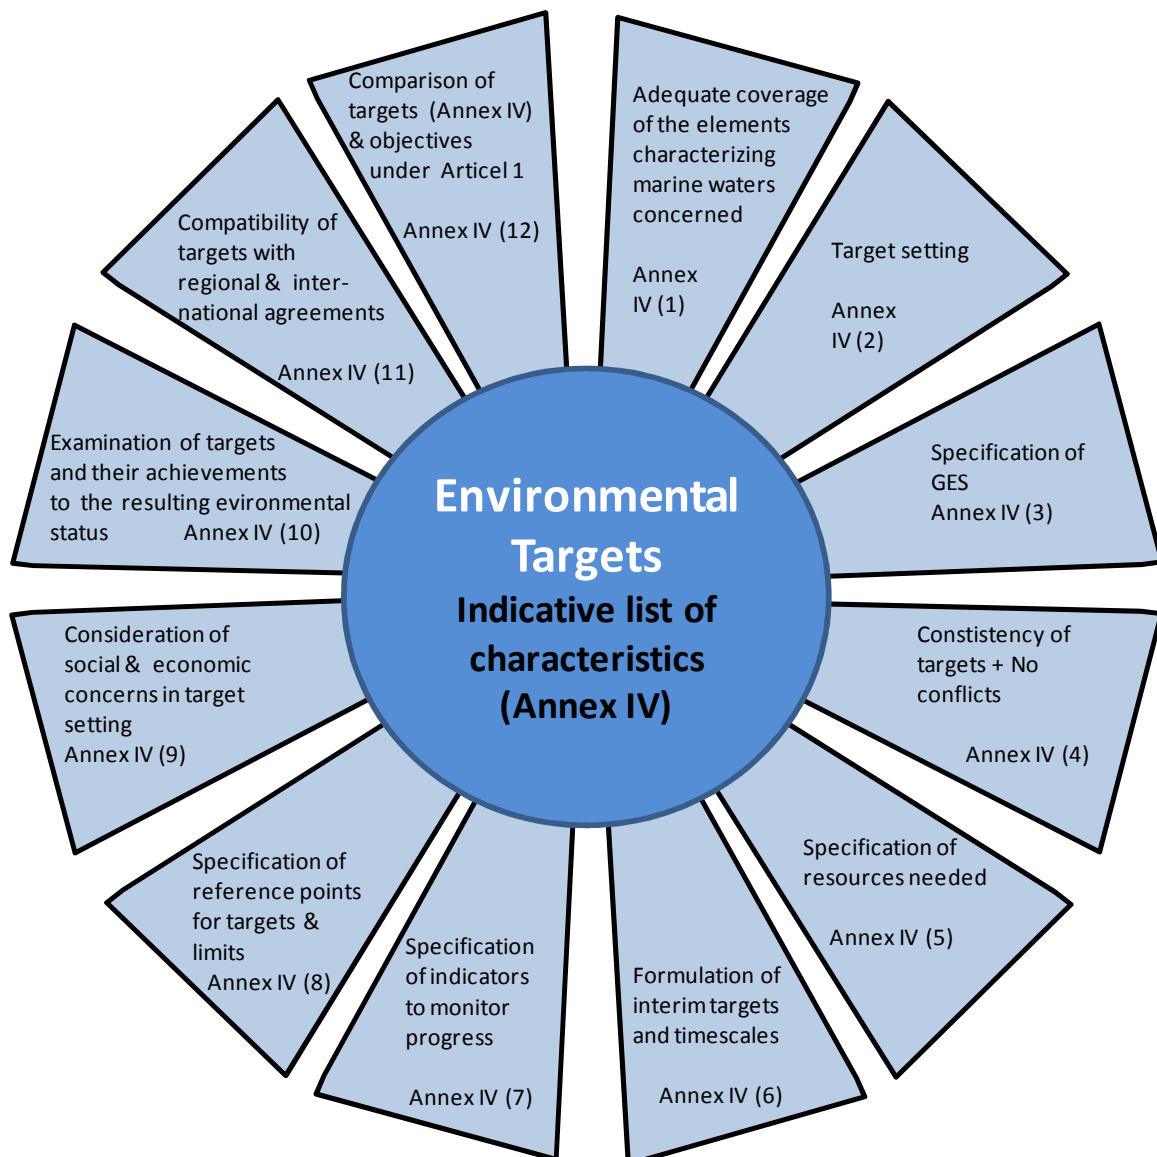 Environmental
Targets
Indicative list of
characteristics
(Annex IV)
Adequate coverage
of the elements
characterizing
marine waters
concerned
Annex
IV (1)
Target setting
Annex
IV (2)
Specification of
GES
Annex IV (3)
Constistency of
targets + No
conflicts
Annex IV (4)
Specification of
resources needed
Annex IV (5)
Formulation of
interim targets
and timescales
Annex IV (6)
Specification
of indicators
to monitor
progress
Annex IV (7)
Specification of
reference points
for targets &
limits
Annex IV (8)
Consideration of
social & economic
concerns in target
setting
Annex IV (9)
Examination of targets
and their achievements
to the resulting evironmental
status Annex IV (10)
Compatibility of
targets with
regional & inter-
national agreements
Annex IV (11)
Comparison of
targets (Annex IV)
& objectives
under Articel 1
Annex IV (12)